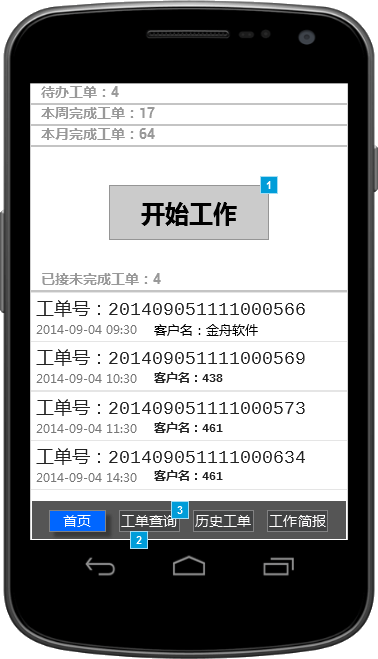 待办工单：4
本周完成工单：17
本月完成工单：64
1
开始工作
已接未完成工单：4
工单号：201409051111000566
2014-09-04 09:30 客户名：金舟软件
工单号：201409051111000569
2014-09-04 10:30 客户名：438
工单号：201409051111000573
2014-09-04 11:30 客户名：461
工单号：201409051111000634
2014-09-04 14:30 客户名：461
3
首页 工单查询 历史工单 工作简报
2